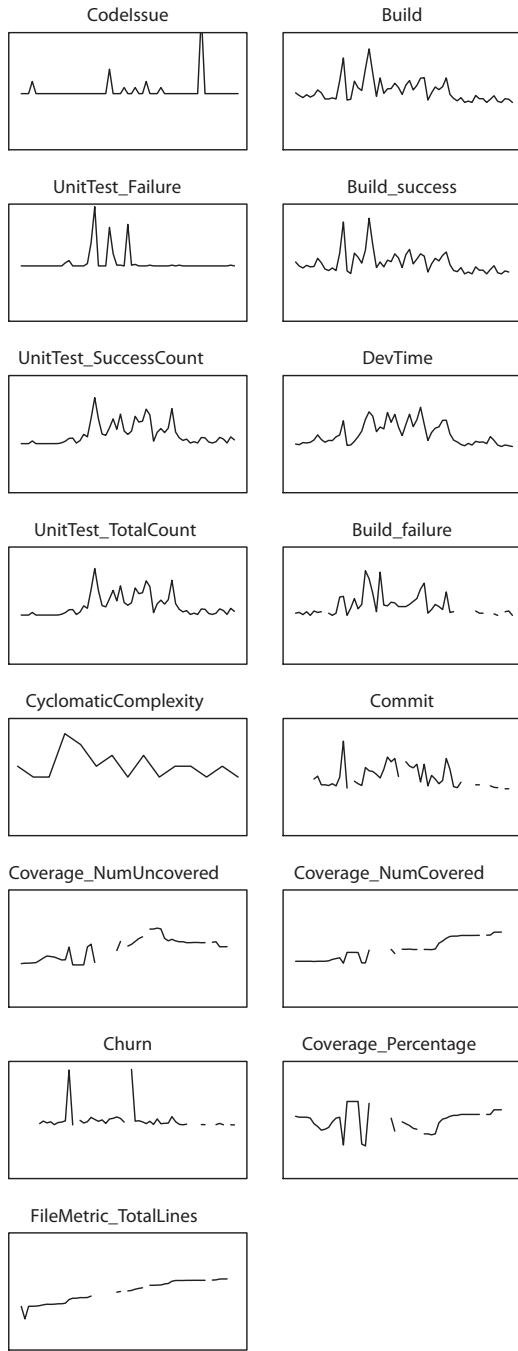 CodeIssue
Build
UnitTest_Failure
Build_success
UnitTest_SuccessCount
DevTime
UnitTest_TotalCount
Build_failure
CyclomaticComplexity
Commit
Coverage_NumUncovered
Coverage_NumCovered
Churn
Coverage_Percentage
FileMetric_TotalLines